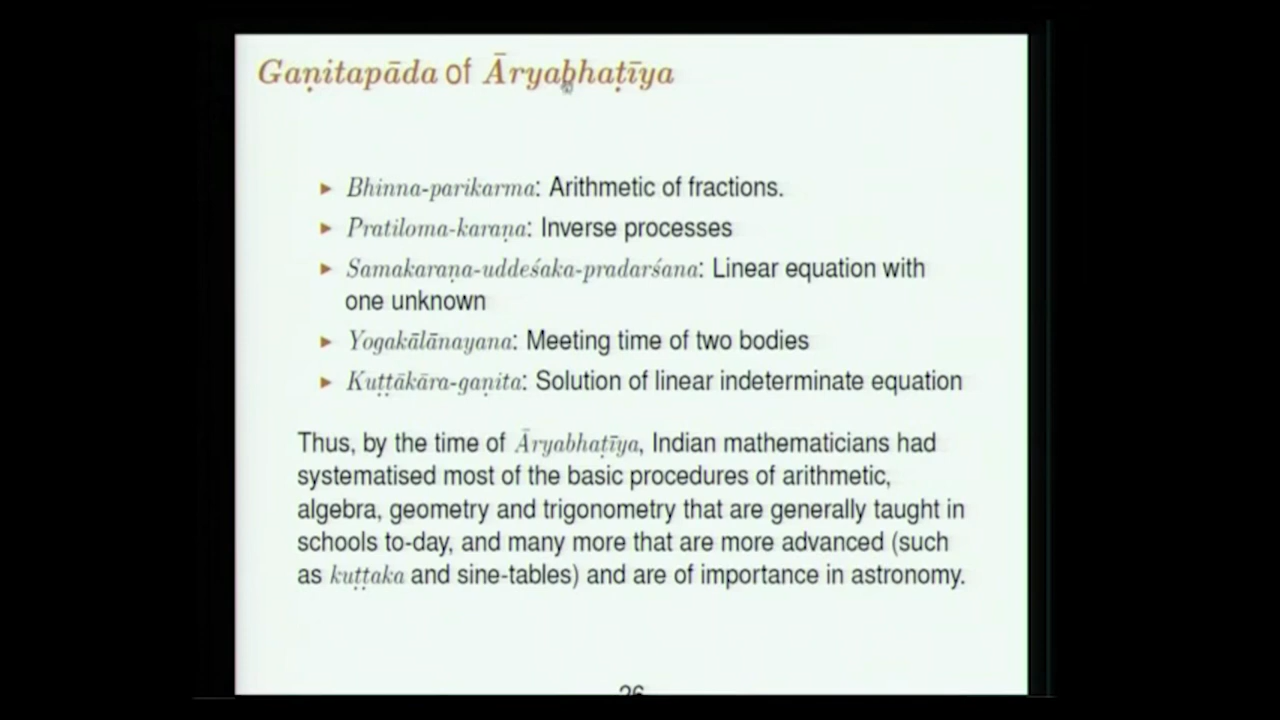 Gaṇitapāda of Āryabhaṭīya
▸ Bhinna-parikarma: Arithmetic of fractions.
▸ Pratiloma-karaṇa: Inverse processes
▸ Samakaraṇa-uddeśaka-pradarśana: Linear equation with
one unknown
▸ Yogakālānayana: Meeting time of two bodies
▸ Kuṭṭākāra-gaṇita: Solution of linear indeterminate equation
Thus, by the time of Āryabhaṭīya, Indian mathematicians had
systematised most of the basic procedures of arithmetic,
algebra, geometry and trigonometry that are generally taught in
schools to-day, and many more that are more advanced (such
as kuṭṭaka and sine-tables) and are of importance in astronomy.
26